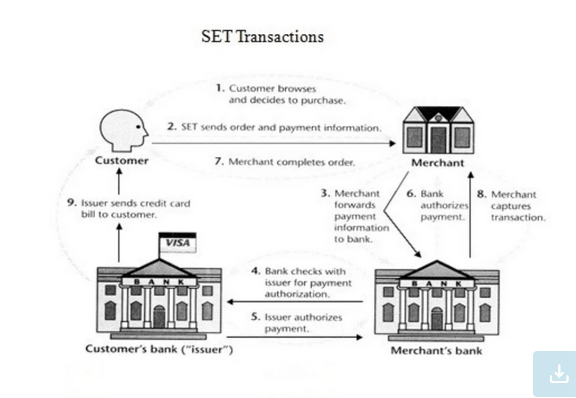 SET Transactions
1. Customer browses
and decides to purchase.
2. SET sends order and payment information.
7. Merchant completes order.
Customer
Merchant
9. Issuer sends credit card
bill to customer.
3. Merchant
forwards
payment
information
to bank.
6. Bank
authorizes
payment.
8. Merchant
captures
transaction.
VISA
BANK
4. Bank checks with
issuer for payment
authorization.
BANK
5. Issuer authorizes
payment.
Customer's bank ("issuer")
Merchant's bank